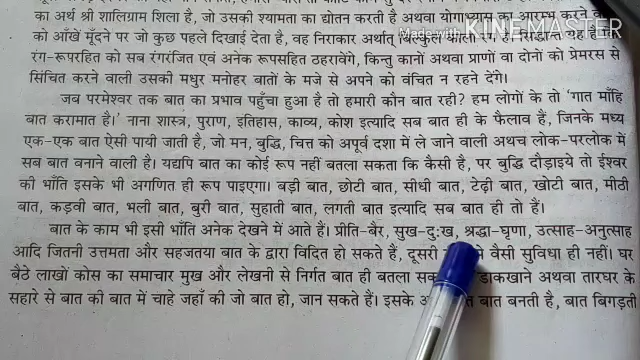 का अर्थ श्री शालिग्राम शिला है, जो उसकी श्यामता का द्योतन करती है अथवा योगाभ्यास का आरम्भ करने वाले
को आँखें मूँदने पर जो कुछ पहले दिखाई देता है, वह निराकार अर्थात् बिल्कुल काला रंग है। सिद्धान्त यह है कि
रंग-रूपरहित को सब रंगरंजित एवं अनेक रूपसहित ठहरावेंगे, किन्तु कानों अथवा प्राणों वा दोनों को प्रेमरस से
सिंचित करने वाली उसकी मधुर मनोहर बातों के मजे से अपने को वंचित न रहने देंगे।
जब परमेश्वर तक बात का प्रभाव पहुँचा हुआ है तो हमारी कौन बात रही? हम लोगों के तो 'गात माँहि
बात करामात है।' नाना शास्त्र, पुराण, इतिहास, काव्य, कोश इत्यादि सब बात ही के फैलाव हैं, जिनके मध्य
एक-एक बात ऐसी पायी जाती है, जो मन, बुद्धि, चित्त को अपूर्व दशा में ले जाने वाली अथच लोक-परलोक में
सब बात बनाने वाली है। यद्यपि बात का कोई रूप नहीं बतला सकता कि कैसी है, पर बुद्धि दौड़ाइये तो ईश्वर
की भाँति इसके भी अगणित ही रूप पाइएगा। बड़ी बात, छोटी बात, सीधी बात, टेढ़ी बात, खोटी बात, मीठी
बात, कड़वी बात, भली बात, बुरी बात, सुहाती बात, लगती बात इत्यादि सब बात ही तो हैं।
बात के काम भी इसी भाँति अनेक देखने में आते हैं। प्रीति-बैर, सुख-दुःख, श्रद्धा-घृणा, उत्साह-अनुत्साह
आदि जितनी उत्तमता और सहजतया बात के द्वारा विदित हो सकते हैं, दूसरी वैसी सुविधा ही नहीं। घर
बैठे लाखों कोस का समाचार मुख और लेखनी से निर्गत बात ही बतला डाकखाने अथवा तारघर के
सहारे से बात की बात में चाहे जहाँ की जो बात हो, जान सकते हैं। इसके बात बनती है, बात बिगड़ती
Made with KINEMASTER